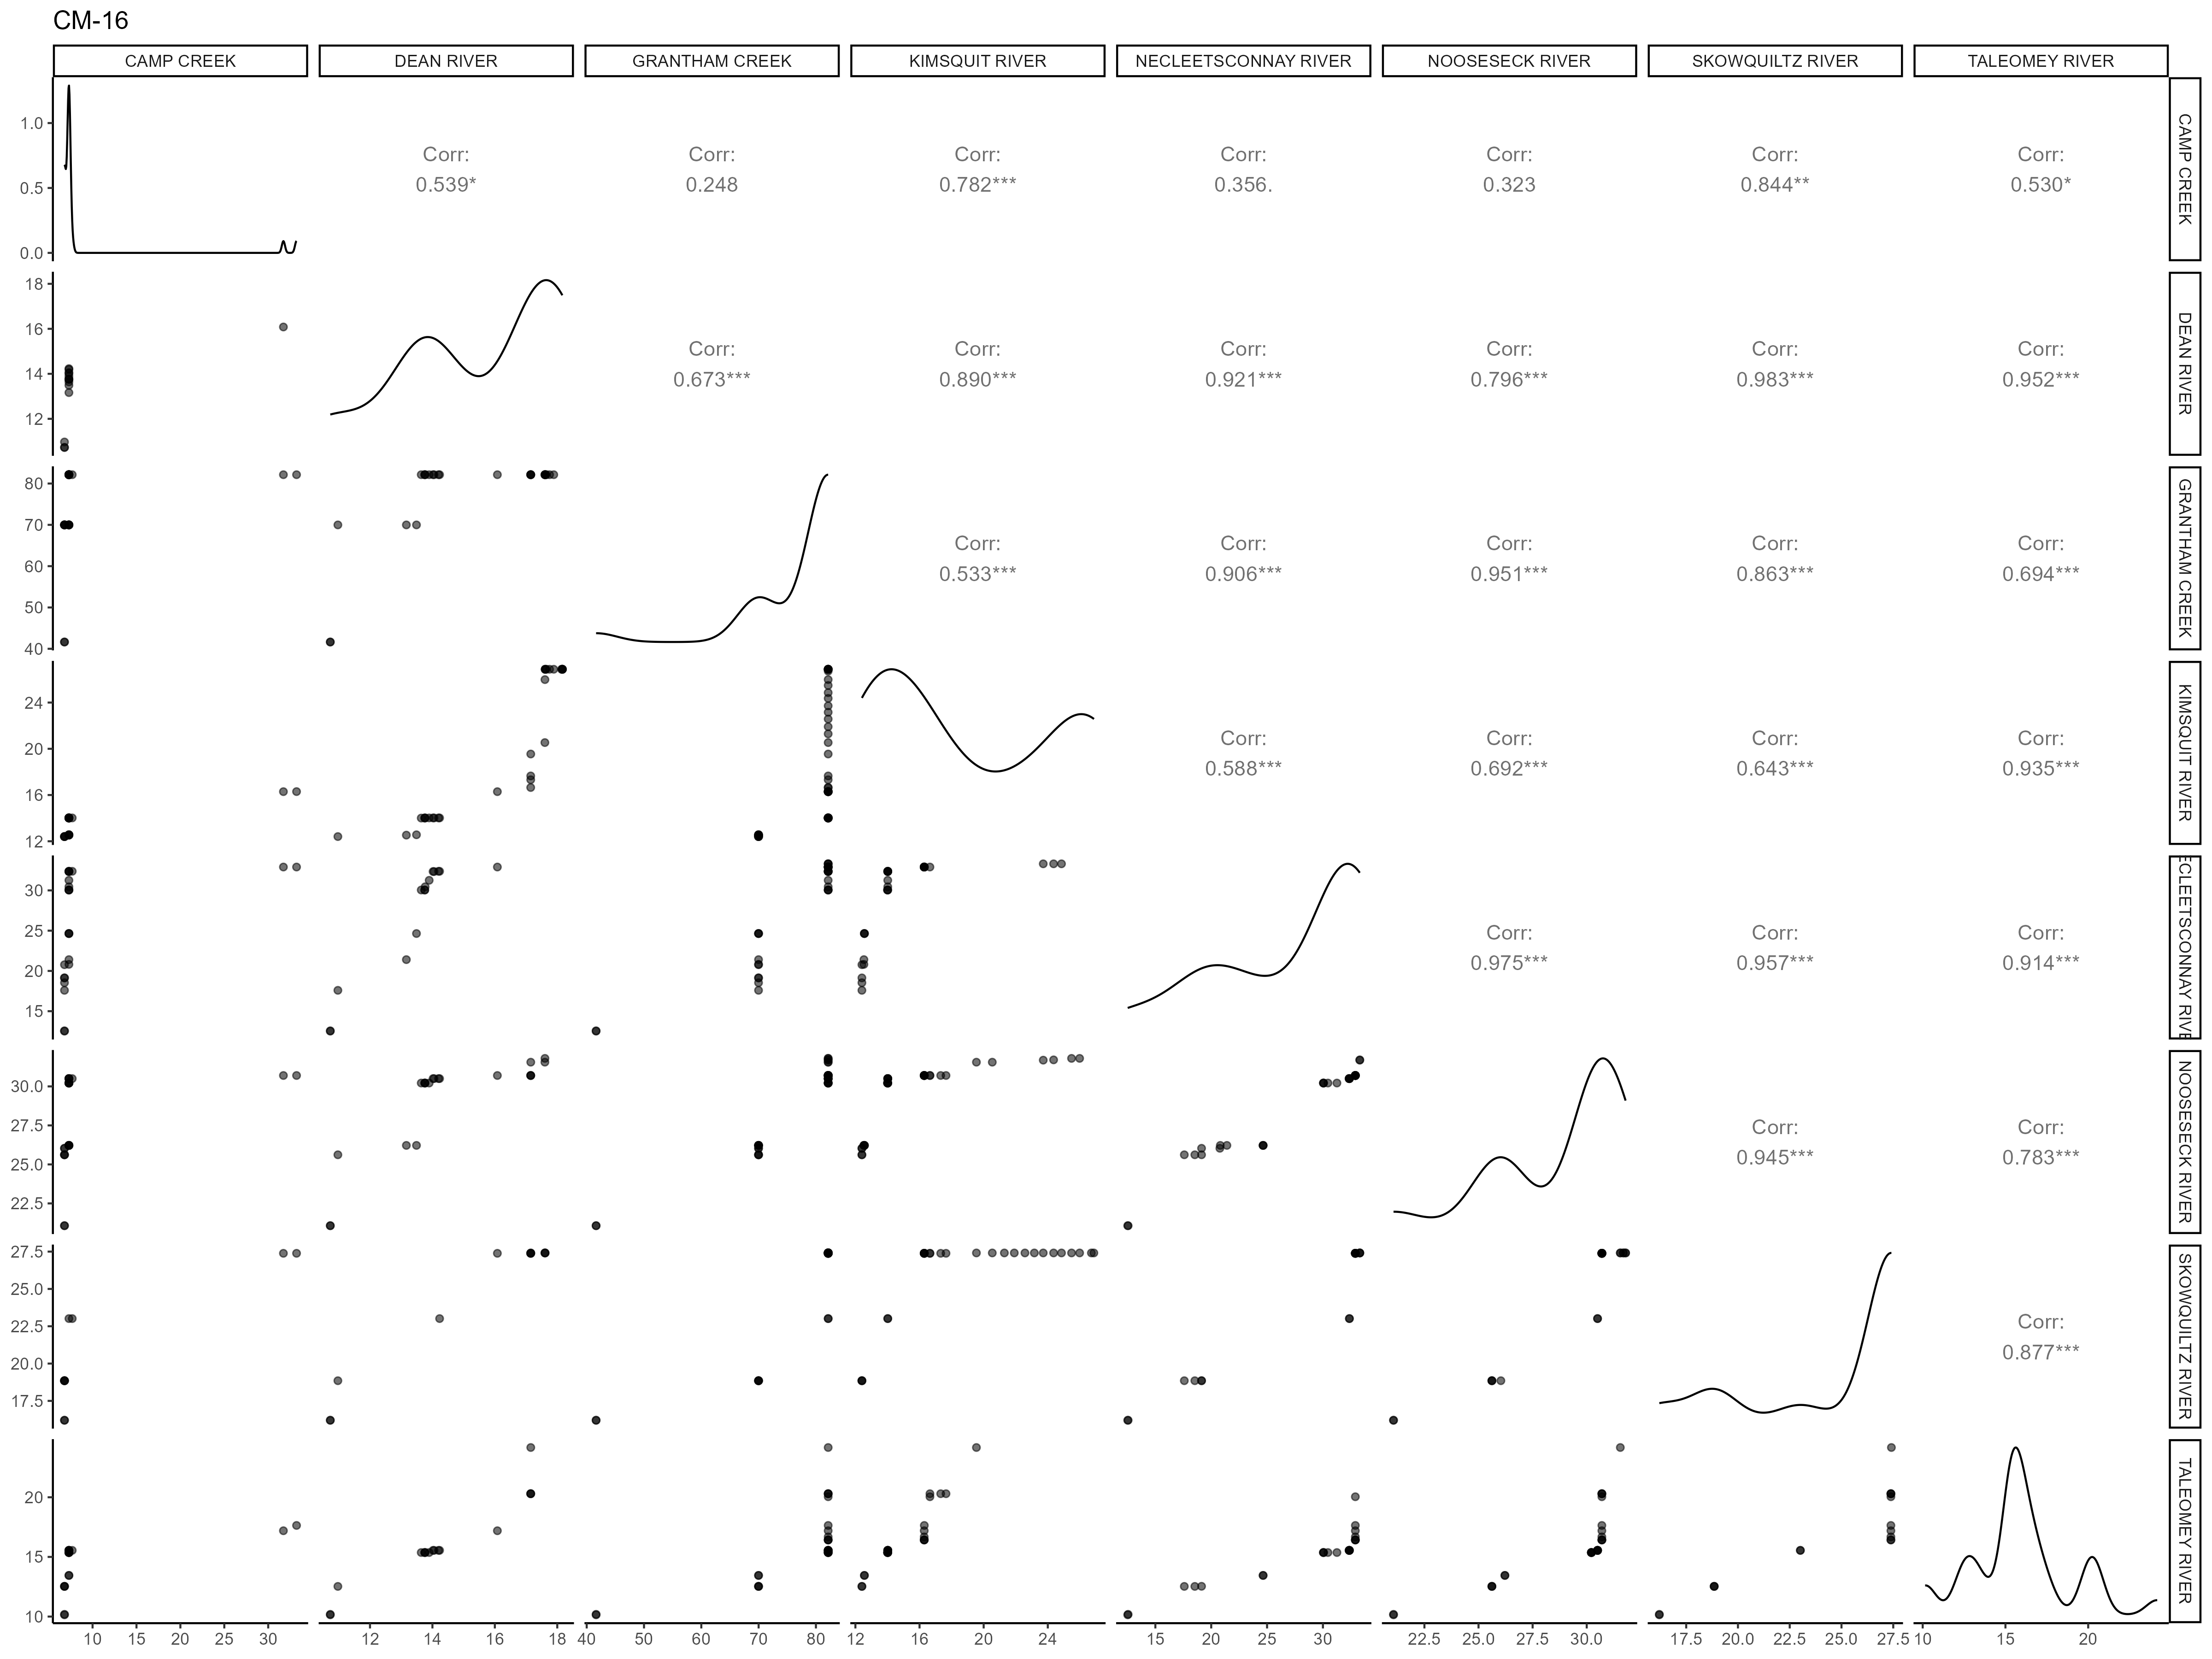 CM-16
CAMP CREEK DEAN RIVER GRANTHAM CREEK KIMSQUIT RIVER NECLEETSCONNAY RIVER NOOSESECK RIVER SKOWQUILTZ RIVER TALEOMEY RIVER
1.0
0.5
0.0
Corr: Corr: Corr: Corr: Corr: Corr: Corr:
0.539* 0.248 0.782*** 0.356. 0.323 0.844** 0.530*
CAMP CREEK
18
16
14
12
Corr: Corr: Corr: Corr: Corr: Corr:
0.673*** 0.890*** 0.921*** 0.796*** 0.983*** 0.952***
DEAN RIVER
80
70
60
50
40
Corr: Corr: Corr: Corr: Corr:
0.533*** 0.906*** 0.951*** 0.863*** 0.694***
GRANTHAM CREEK
24
20
16
12
Corr: Corr: Corr: Corr:
0.588*** 0.692*** 0.643*** 0.935***
KIMSQUIT RIVER
30
25
20
15
Corr: Corr: Corr:
0.975*** 0.957*** 0.914***
ECLEETSCONNAY RIVE
30.0
27.5
25.0
22.5
Corr: Corr:
0.945*** 0.783***
NOOSESECK RIVER
27.5
25.0
22.5
20.0
17.5
Corr:
0.877***
SKOWQUILTZ RIVER
20
15
10
TALEOMEY RIVER
10 15 20 25 30 12 14 16 18 40 50 60 70 80 12 16 20 24 15 20 25 30 22.5 25.0 27.5 30.0 17.5 20.0 22.5 25.0 27.5 10 15 20